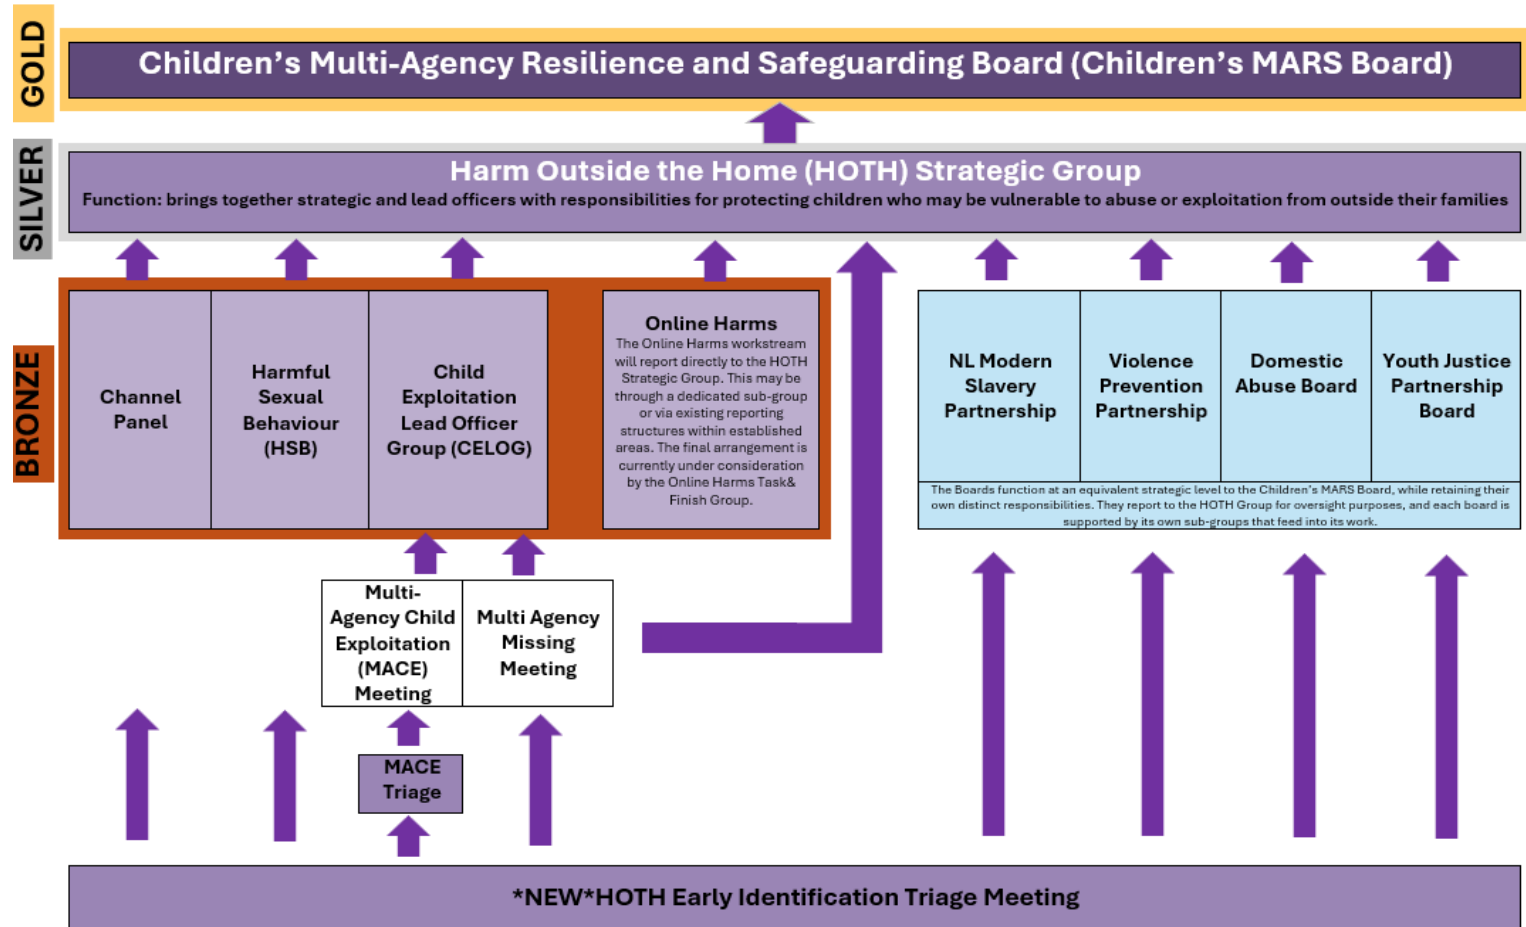 GOLD
Children's Multi-Agency Resilience and Safeguarding Board (Children's MARS Board)
SILVER
Harm Outside the Home (HOTH) Strategic Group
Function: brings together strategic and lead officers with responsibilities for protecting children who may be vulnerable to abuse or exploitation from outside their families
BRONZE
Channel
Panel
Harmful
Sexual
Behaviour
(HSB)
Child
Exploitation
Lead Officer
Group (CELOG)
Online Harms
The Online Harms workstream
will report directly to the HOTH
Strategic Group. This may be
through a dedicated sub-group
or via existing reporting
structures within established
areas. The final arrangement is
currently under consideration
by the Online Harms Task&
Finish Group.
NL Modern
Slavery
Partnership
Violence
Prevention
Partnership
Domestic
Abuse Board
Youth Justice
Partnership
Board
The Boards function at an equivalent strategic level to the Children's MARS Board, while retaining their
own distinct responsibilities. They report to the HOTH Group for oversight purposes, and each board is
supported by its own sub-groups that feed into its work.
Multi-
Agency Child
Exploitation
(MACE)
Meeting
Multi Agency
Missing
Meeting
MACE
Triage
*NEW*HOTH Early Identification Triage Meeting